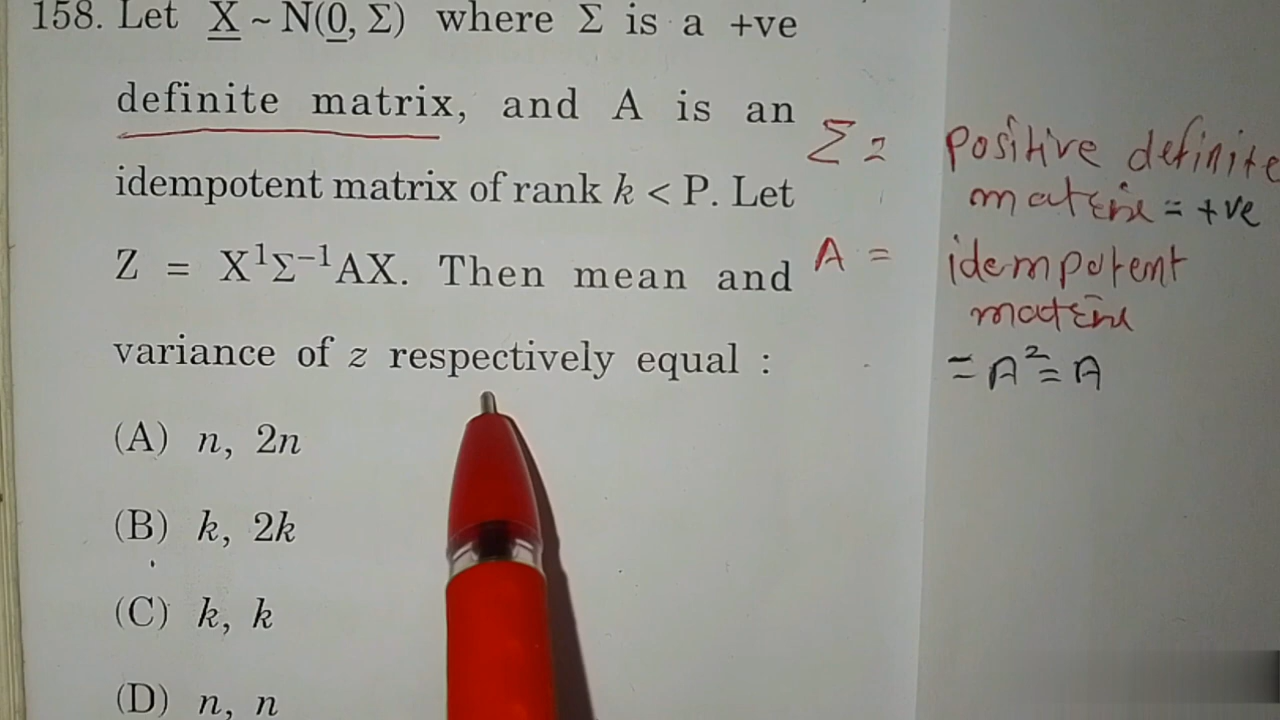 158. Let X ~ N(0, Σ) where Σ is a +ve
definite matrix, and A is an
idempotent matrix of rank k < P. Let
Z = X¹Σ⁻¹AX. Then mean and
variance of z respectively equal :
(A) n, 2n
(B) k, 2k
(C) k, k
(D) n, n
Σ = positive definite
matrix = +ve
A = idempotent
matrix
= A² = A